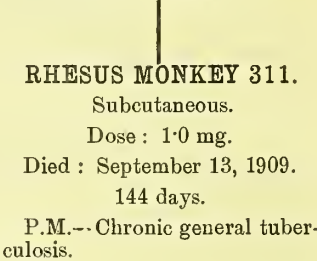 RHESUS MONKEY 311.
Subcutaneous.
Dose : 1·0 mg.
Died : September 13, 1909.
144 days.
P.M.--Chronic general tuber-
culosis.